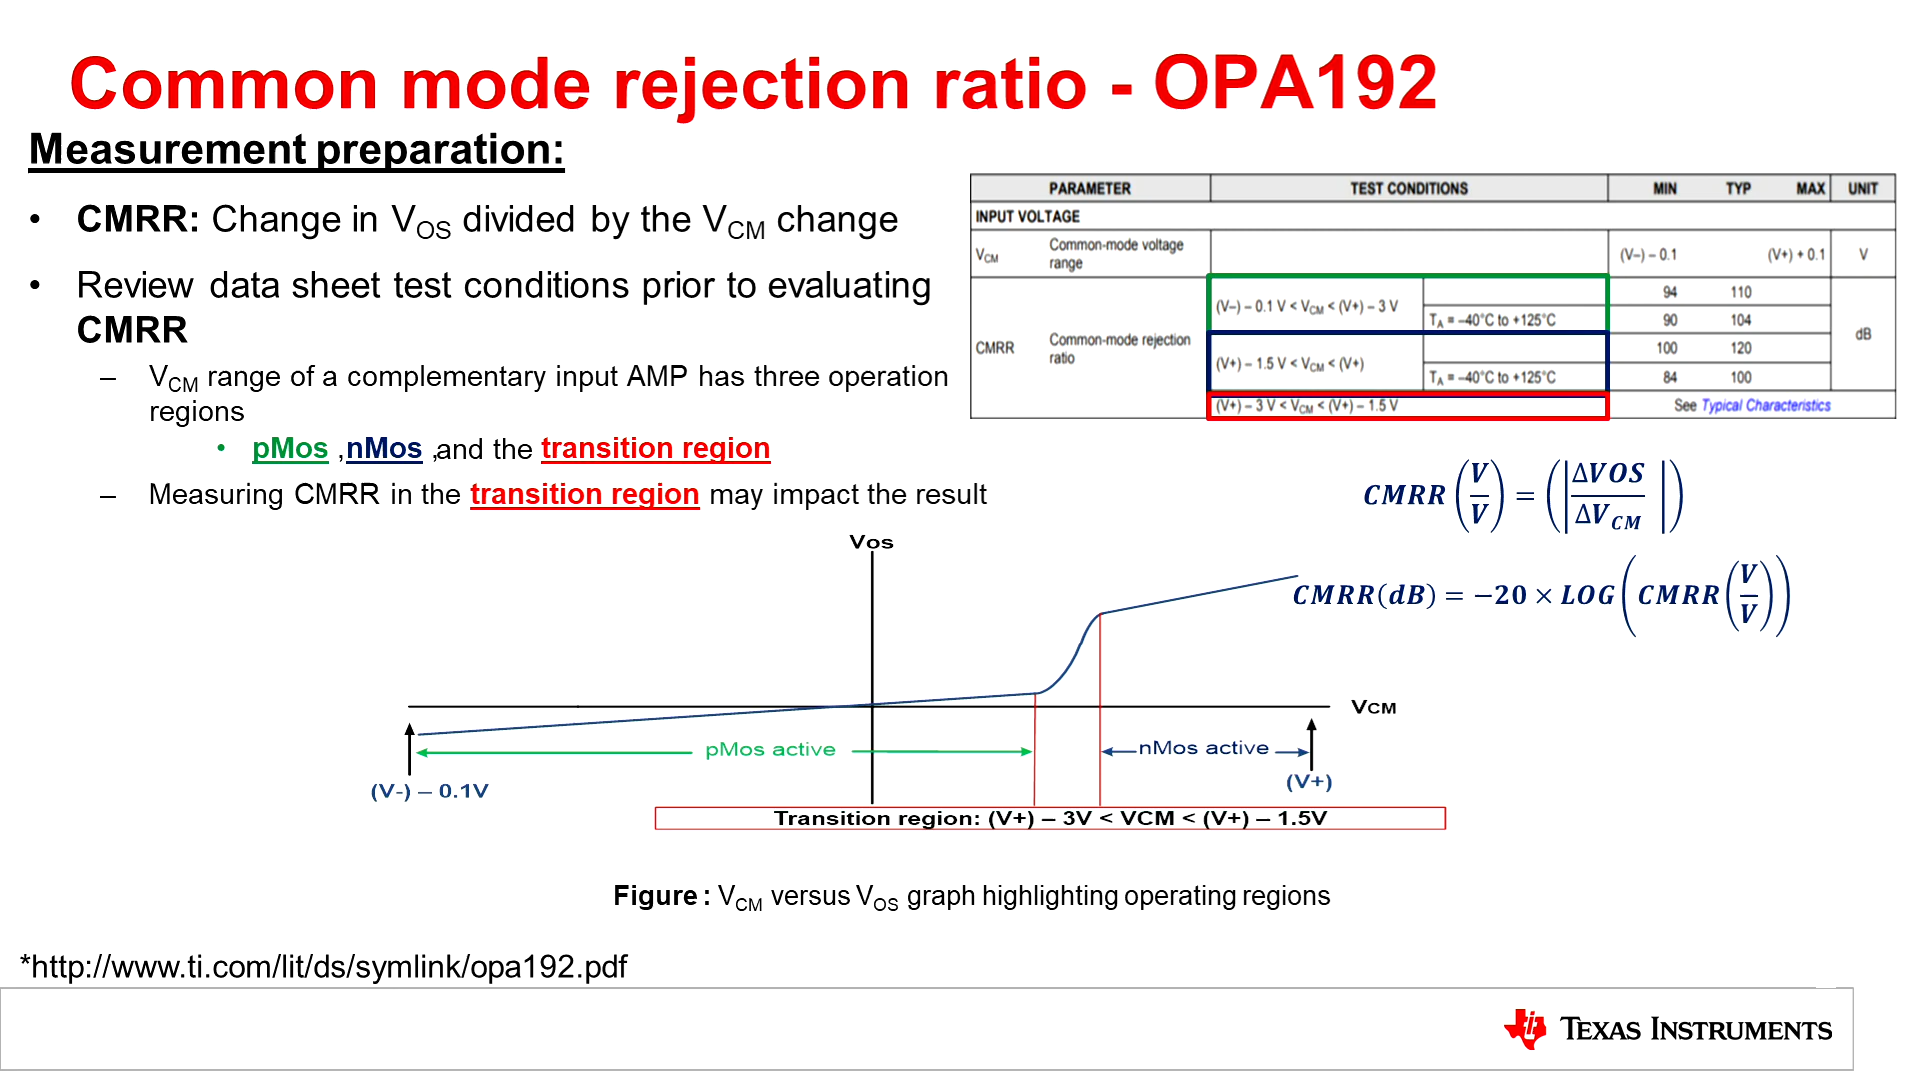 Common mode rejection ratio - OPA192
Measurement preparation:
• CMRR: Change in VOS divided by the VCM change
• Review data sheet test conditions prior to evaluating
CMRR
– VCM range of a complementary input AMP has three operation
regions
• pMos ,nMos ,and the transition region
– Measuring CMRR in the transition region may impact the result
PARAMETER TEST CONDITIONS MIN TYP MAX UNIT
INPUT VOLTAGE
VCM Common-mode voltage range (V–) – 0.1 (V+) + 0.1 V
CMRR Common-mode rejection ratio dB
(V–) – 0.1 V < VCM < (V+) – 3 V 94 110
TA = –40°C to +125°C 90 104
(V+) – 1.5 V < VCM < (V+) 100 120
TA = –40°C to +125°C 84 100
(V+) – 3 V < VCM < (V+) – 1.5 V See Typical Characteristics
CMRR (V/V) = (|ΔVOS/ΔVCM|)
CMRR(dB) = −20 × LOG(CMRR(V/V))
VOS
VCM
pMos active
nMos active
(V-) – 0.1V
(V+)
Transition region: (V+) – 3V < VCM < (V+) – 1.5V
Figure : VCM versus VOS graph highlighting operating regions
*http://www.ti.com/lit/ds/symlink/opa192.pdf
TEXAS INSTRUMENTS